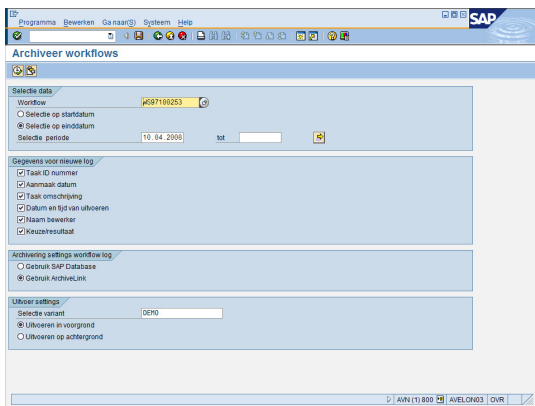 Programma Bewerken Ga naar(S) Systeem Help
SAP
Archiveer workflows
Selectie data
Workflow WS97100253
Selectie op startdatum
Selectie op einddatum
Selectie periode 10.04.2008 tot
Gegevens voor nieuwe log
Taak ID nummer
Aanmaak datum
Taak omschrijving
Datum en tijd van uitvoeren
Naam bewerker
Keuze/resultaat
Archivering settings workflow log
Gebruik SAP Database
Gebruik ArchiveLink
Uitvoer settings
Selectie variant DEMO
Uitvoeren in voorgrond
Uitvoeren op achtergrond
AVN (1) 800 AVELON03 OVR